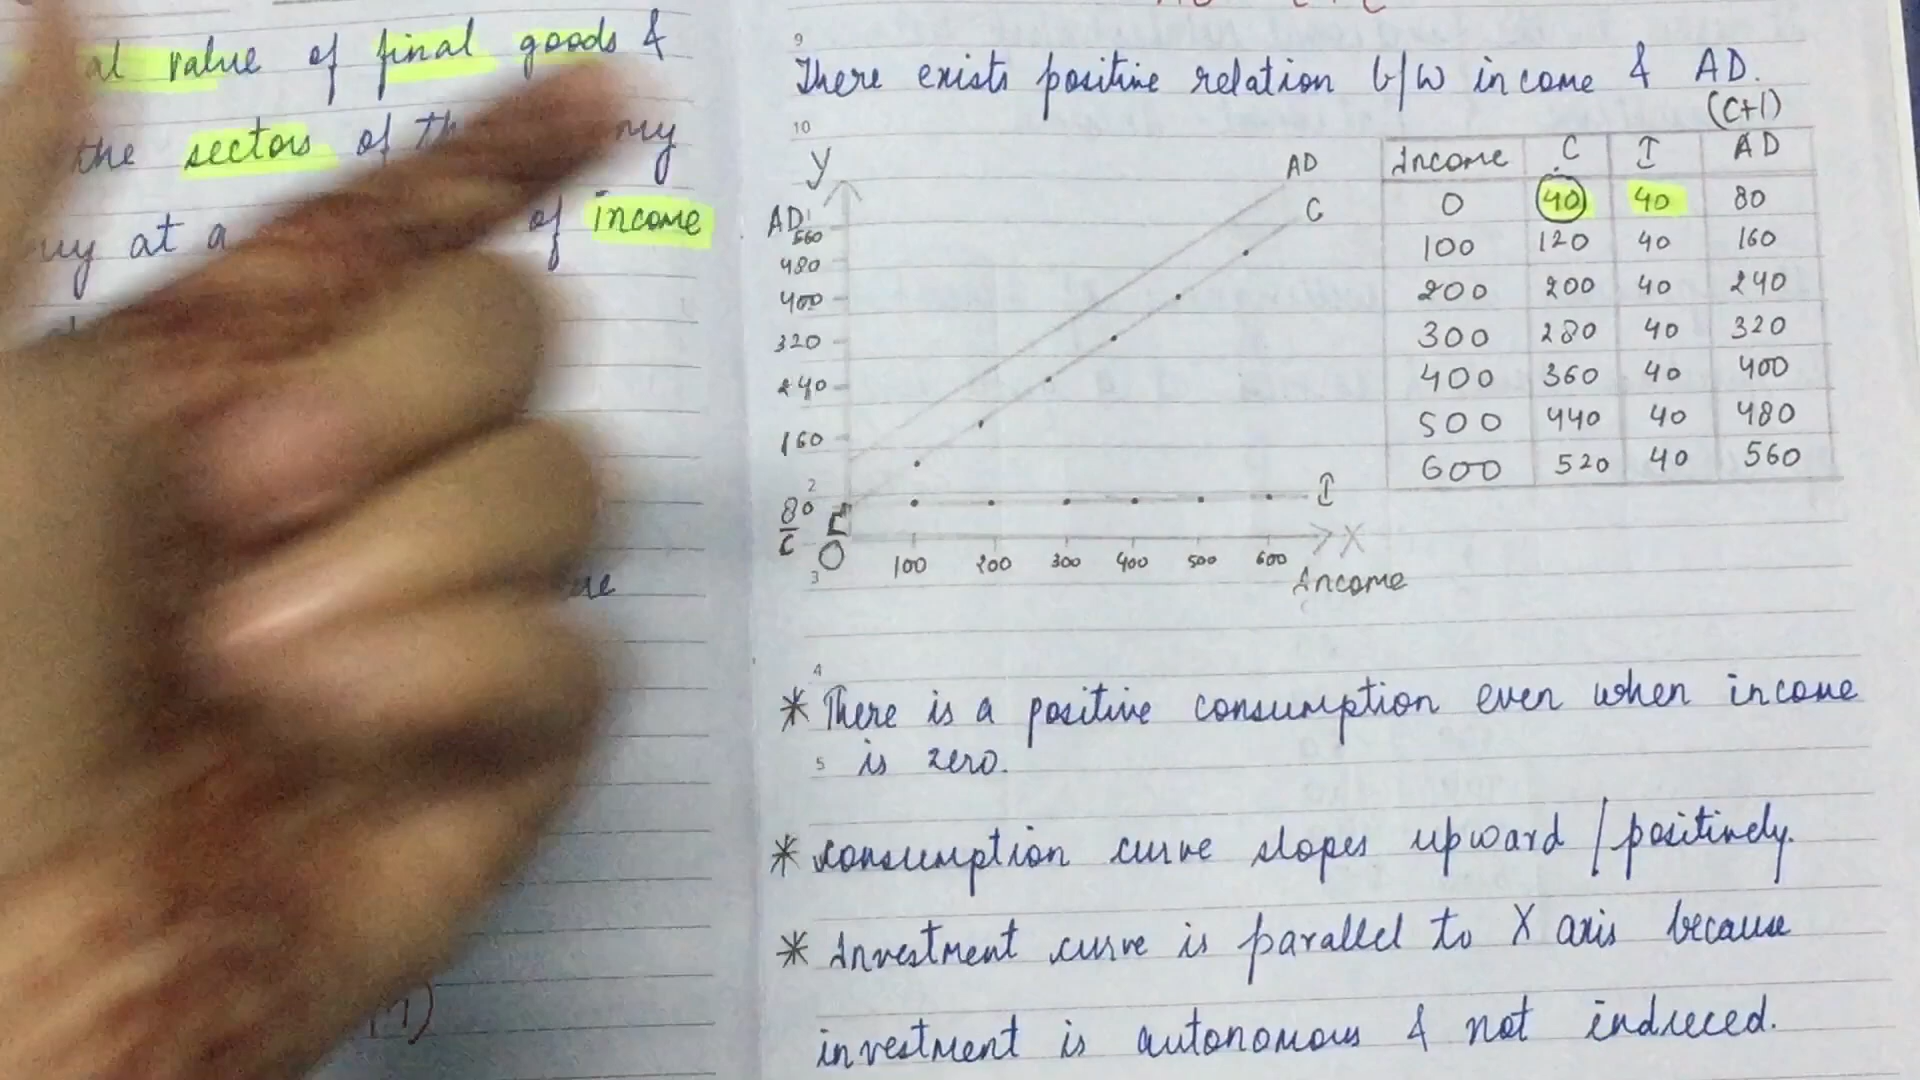 al value of final goods &
the sectors of
at a of income
There exists positive relation b/w income & AD.
(C+I)
Income C I AD
0 40 40 80
100 120 40 160
200 200 40 240
300 280 40 320
400 360 40 400
500 440 40 480
600 520 40 560
Y
AD
C
AD
560
480
400
320
240
160
80
C
I
O
X
100 200 300 400 500 600
Income
* There is a positive consumption even when income
is zero.
* Consumption curve slopes upward / positively.
* Investment curve is parallel to X axis because
investment is autonomous & not induced.